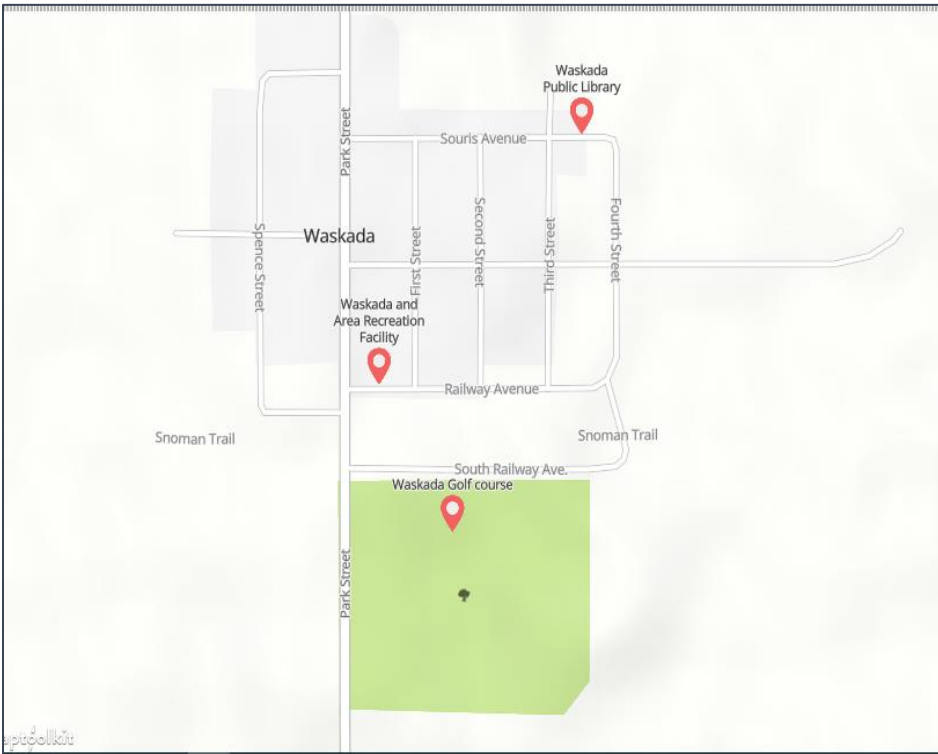 Waskada
Public Library
Park Street
Souris Avenue
Spence Street
Waskada
First Street
Second Street
Third Street
Fourth Street
Waskada and
Area Recreation
Facility
Railway Avenue
Snoman Trail
Snoman Trail
South Railway Ave.
Waskada Golf course
Park Street